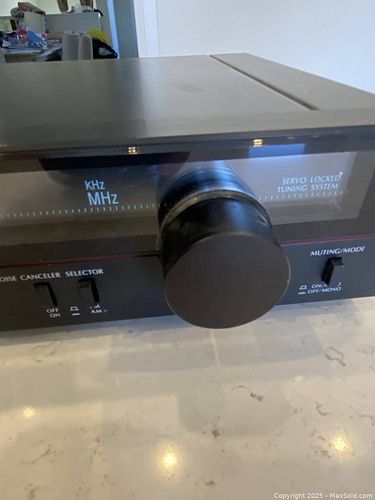 KHz
MHz
SERVO LOCKED
TUNING SYSTEM
MUTING/MODE
OISE CANCELER SELECTOR
ON/
OFF/MONO
OFF
ON
AM
Copyright 2025 - MaxSold.com